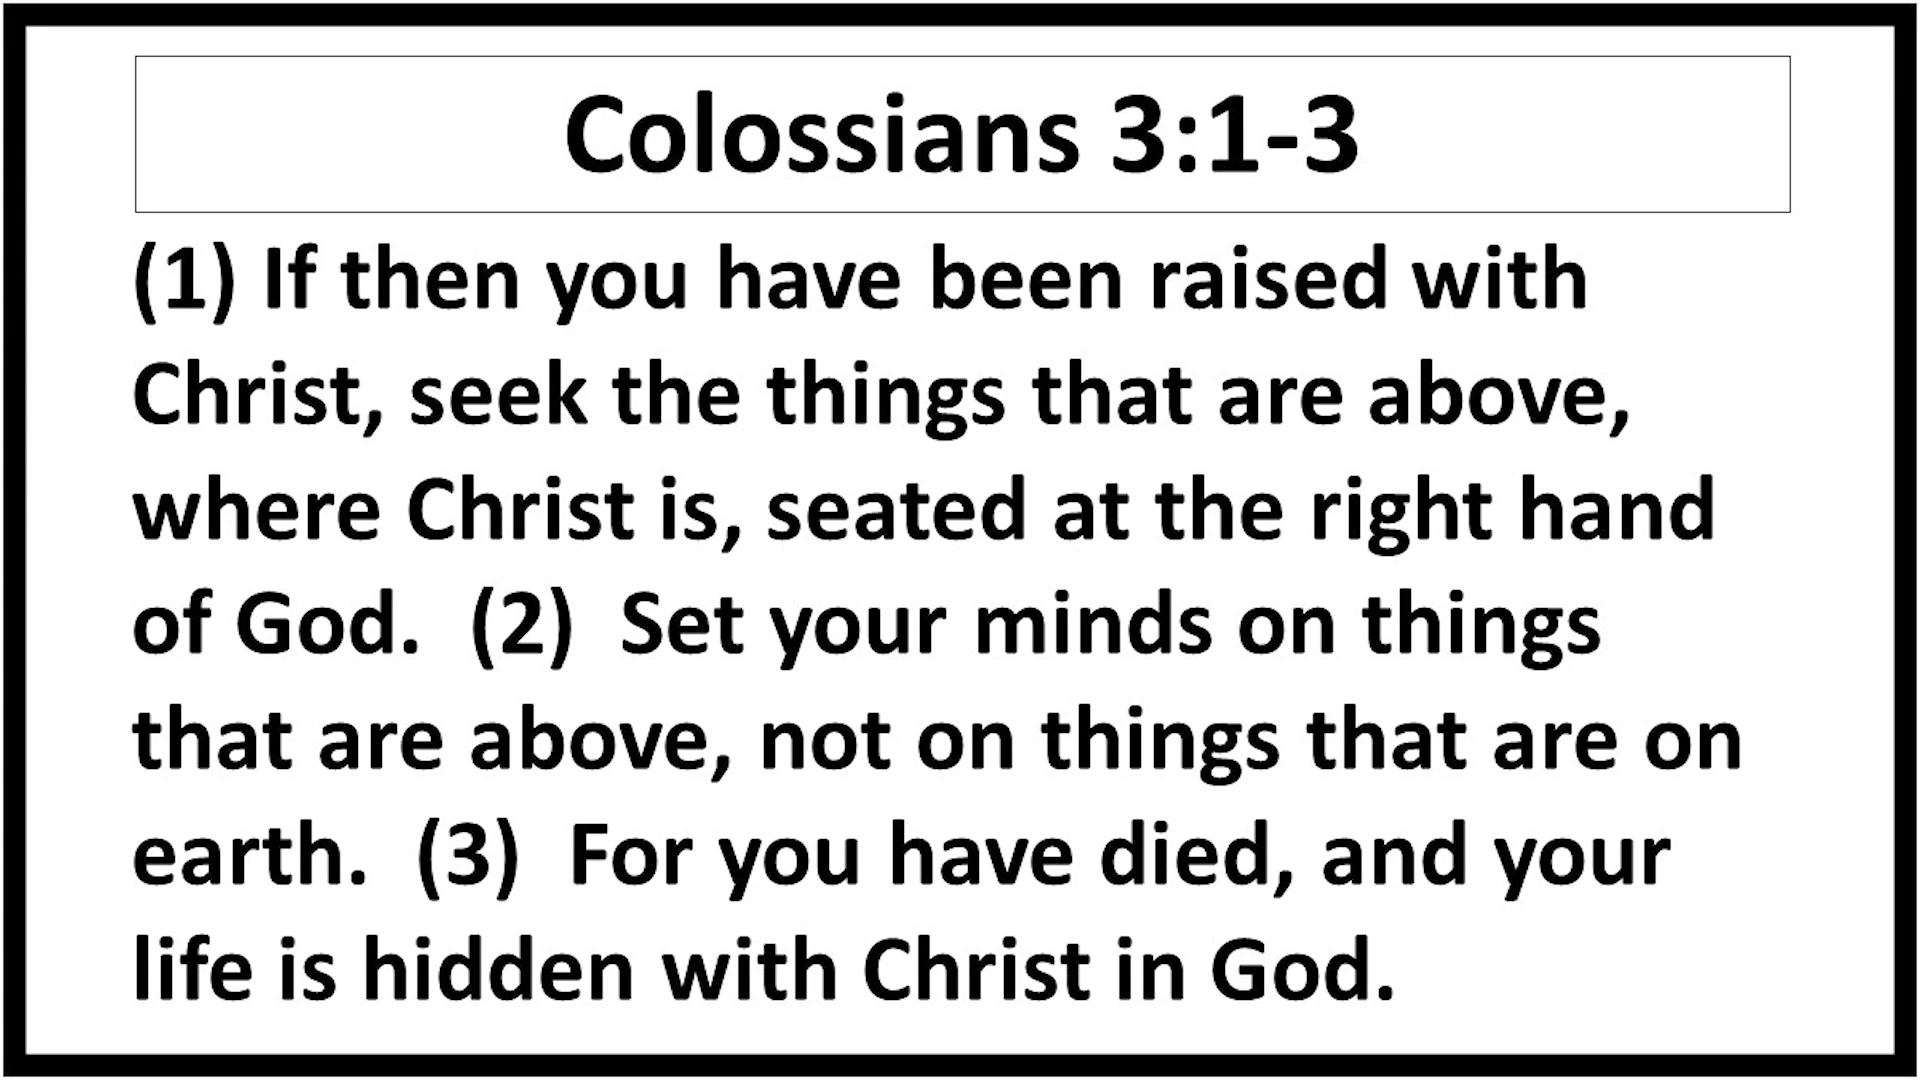 Colossians 3:1-3
(1) If then you have been raised with
Christ, seek the things that are above,
where Christ is, seated at the right hand
of God.  (2)  Set your minds on things
that are above, not on things that are on
earth.  (3)  For you have died, and your
life is hidden with Christ in God.